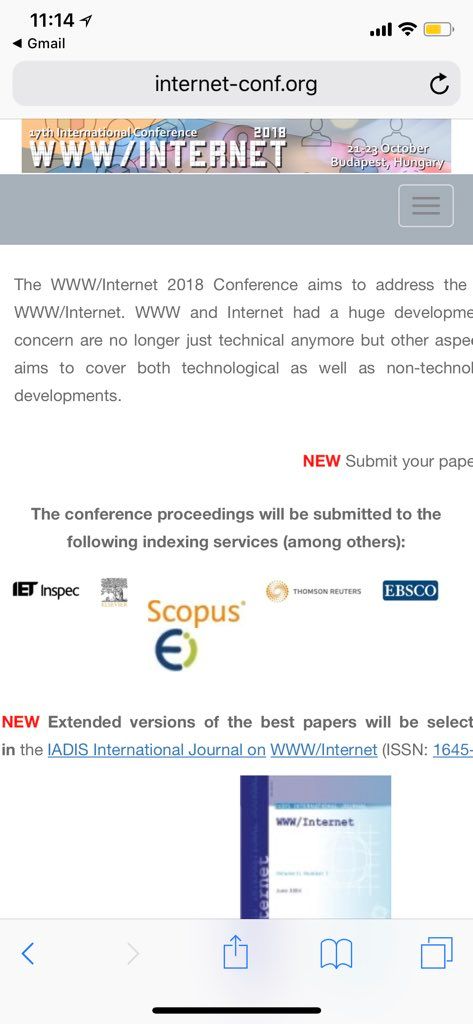 11:14
Gmail
internet-conf.org
17th International Conference
2018
WWW/INTERNET
21-23 October
Budapest, Hungary
The WWW/Internet 2018 Conference aims to address the
WWW/Internet. WWW and Internet had a huge developme
concern are no longer just technical anymore but other aspe
aims to cover both technological as well as non-technol
developments.
NEW Submit your pape
The conference proceedings will be submitted to the
following indexing services (among others):
IET Inspec
ELSEVIER
Scopus®
Ei
THOMSON REUTERS
EBSCO
NEW Extended versions of the best papers will be select
in the IADIS International Journal on WWW/Internet (ISSN: 1645-
IADIS INTERNATIONAL JOURNAL
WWW/Internet
ternet